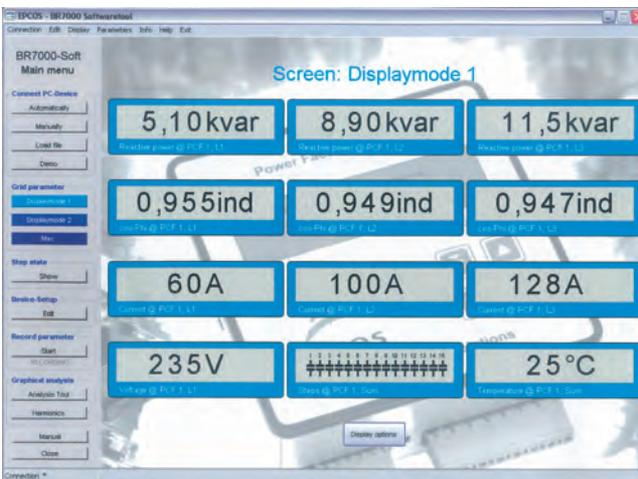 EPCOS - BR7000 Softwaretool
Connection Edit Display Parameters Info Help Exit
BR7000-Soft
Main menu
Screen: Displaymode 1
Connect PC-Device
Automatically
Manually
Load file
Demo
Grid parameter
Displaymode 1
Displaymode 2
Max
Step state
Show
Device-Setup
Edit
Record parameter
Start
Graphical analysis
Analysis Tool
Harmonics
Manual
Close
5,10kvar
Reactive power @ PCF 1, L1
8,90kvar
Reactive power @ PCF 1, L2
11,5kvar
Reactive power @ PCF 1, L3
Power
0,955ind
cos-Phi @ PCF 1, L1
0,949ind
cos-Phi @ PCF 1, L2
0,947ind
cos-Phi @ PCF 1, L3
60A
Current @ PCF 1, L1
100A
Current @ PCF 1, L2
128A
Current @ PCF 1, L3
235V
Voltage @ PCF 1, L1
1 2 3 4 5 6 7 8 9 10 11 12 13 14 15
Steps @ PCF 1, Sum
25°C
Temperature @ PCF 1, Sum
Display options
Connection *